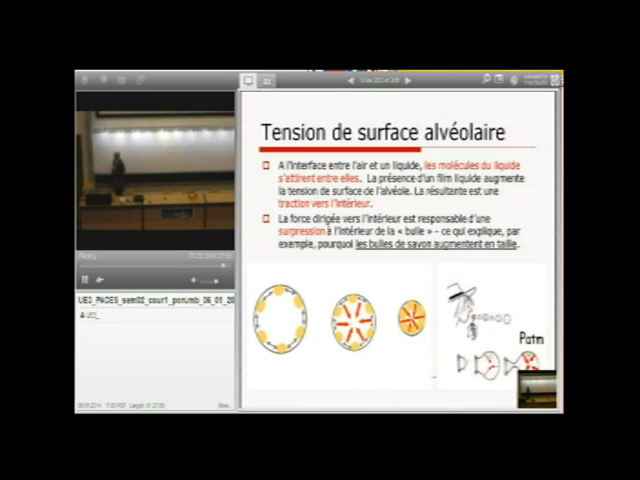 Tension de surface alvéolaire
A l'interface entre l'air et un liquide, les molécules du liquide
s'attirent entre elles. La présence d'un film liquide augmente
la tension de surface de l'alvéole. La résultante est une
traction vers l'intérieur.
La force dirigée vers l'intérieur est responsable d'une
surpression à l'intérieur de la « bulle » - ce qui explique, par
exemple, pourquoi les bulles de savon augmentent en taille.
Patm
UE3_